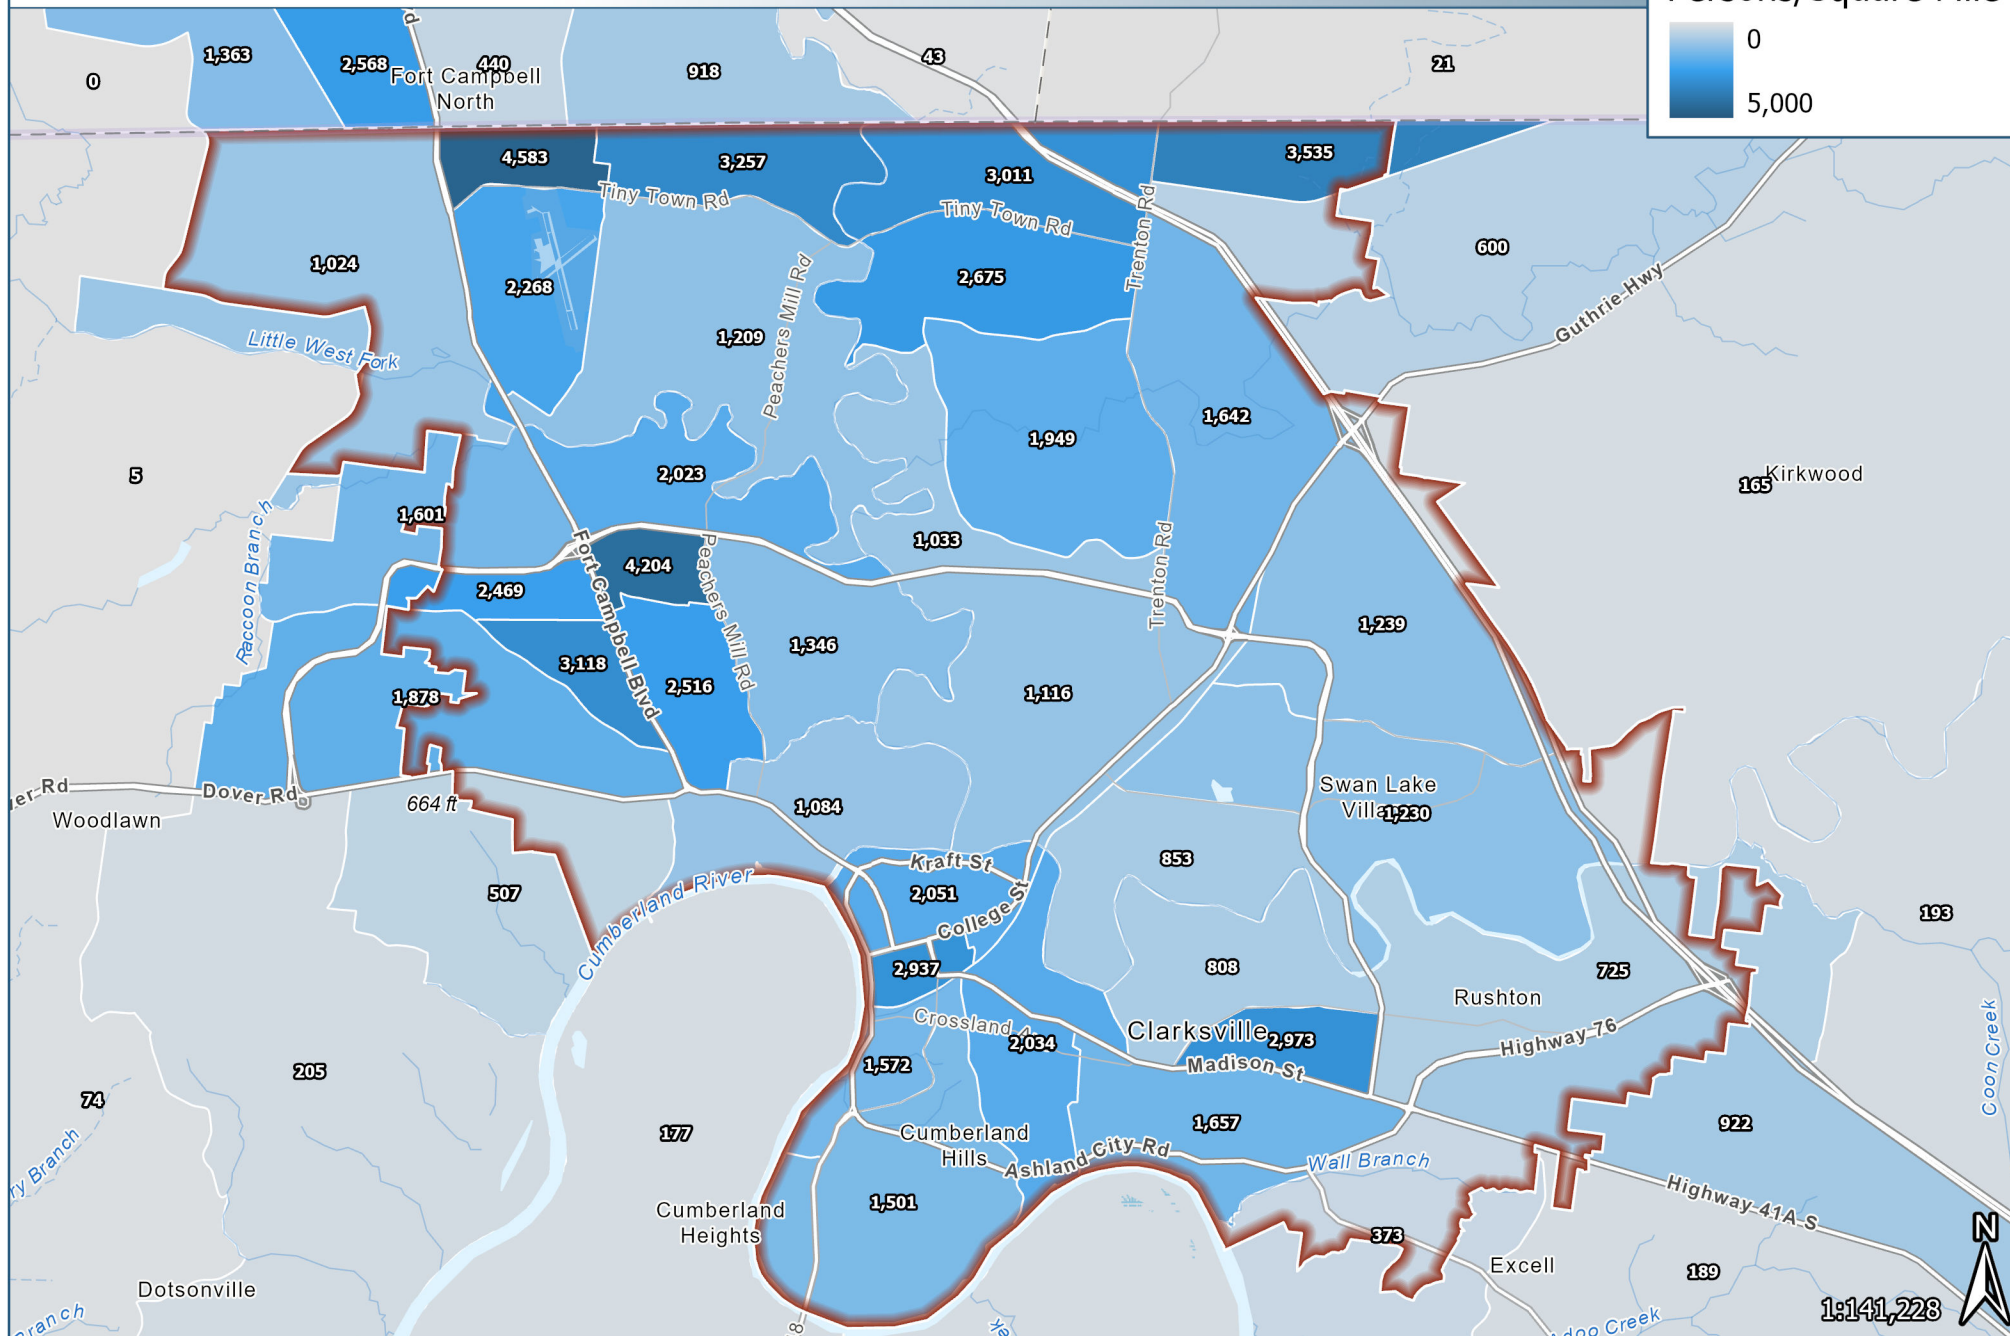 0
5,000
0
1,363
2,568
440
Fort Campbell
North
918
43
21
4,583
3,257
3,011
3,535
Tiny Town Rd
Tiny Town Rd
Trenton Rd
600
1,024
2,268
2,675
Peachers Mill Rd
1,209
Guthrie Hwy
Little West Fork
1,642
1,949
5
2,023
165
Kirkwood
1,601
Raccoon Branch
Fort Campbell Blvd
1,033
Trenton Rd
4,204
Peachers Mill Rd
2,469
1,239
1,346
3,118
2,516
1,116
1,878
Swan Lake
1,230
Dover Rd
664 ft
Woodlawn
1,084
853
Kraft St
Cumberland River
507
2,051
College St
193
2,937
808
725
Rushton
Crossland
2,034
Clarksville
2,973
Highway 76
Coon Creek
1,572
Madison St
205
74
177
Cumberland
Hills
1,657
922
Ashland City Rd
Wall Branch
Cumberland
Heights
1,501
Highway 41A S
373
Excell
189
Dotsonville
N
1:141,228
Branch
Creek